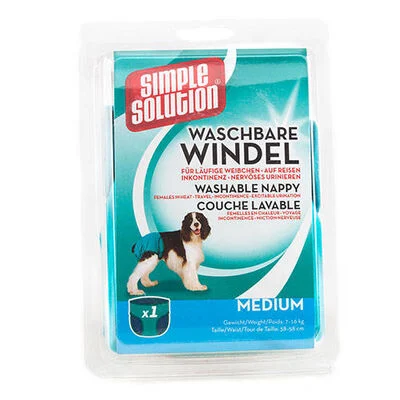 SIMPLE
SOLUTION
WASCHBARE
WINDEL
FÜR LÄUFIGE WEIBCHEN • AUF REISEN
INKONTINENZ • NERVÖSES URINIEREN
WASHABLE NAPPY
FEMALES IN HEAT • TRAVEL • INCONTINENCE • EXCITABLE URINATION
COUCHE LAVABLE
FEMELLES EN CHALEUR • VOYAGE
INCONTINENCE • MICTION NERVEUSE
x1
MEDIUM
Gewicht/Weight/Poids: 7-16 kg
Taille/Waist/Tour de Taille: 38-58 cm